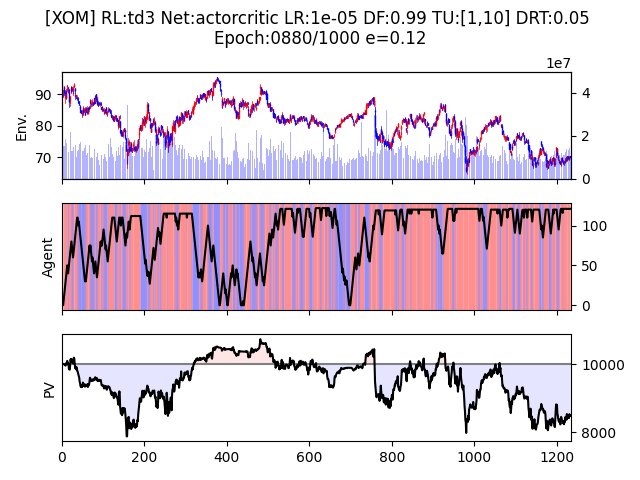 [XOM] RL:td3 Net:actorcritic LR:1e-05 DF:0.99 TU:[1,10] DRT:0.05
Epoch:0880/1000 e=0.12
1e7
90
80
70
Env.
4
2
0
Agent
100
50
0
PV
10000
8000
0 200 400 600 800 1000 1200